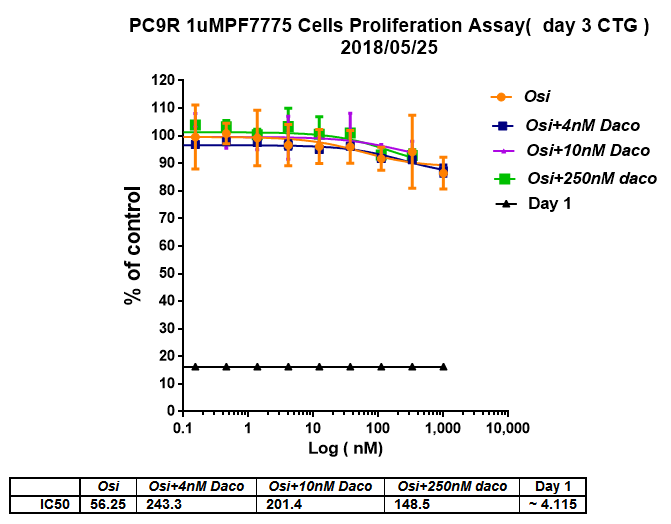 PC9R 1uMPF7775 Cells Proliferation Assay(  day 3 CTG )
2018/05/25
120
110
100
90
80
70
60
50
40
30
20
10
0
% of control
0.1
1
10
100
1,000
10,000
Log ( nM)
Osi
Osi+4nM Daco
Osi+10nM Daco
Osi+250nM daco
Day 1
Osi Osi+4nM Daco Osi+10nM Daco Osi+250nM daco Day 1
IC50 56.25 243.3 201.4 148.5 ~ 4.115